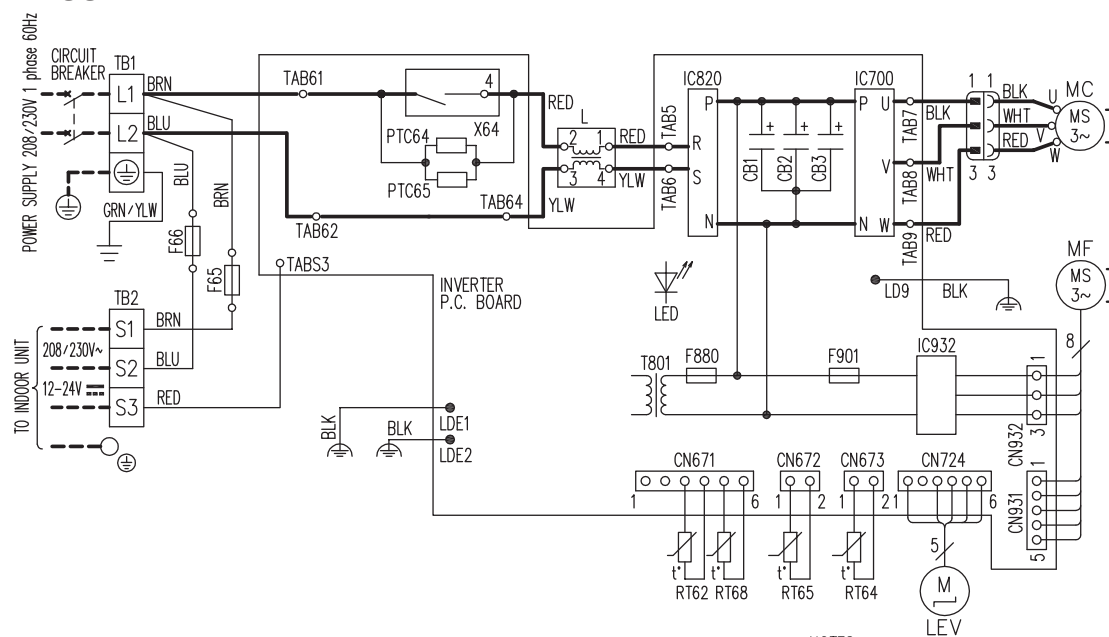 POWER SUPPLY 208/230V 1 phase 60Hz
CIRCUIT
BREAKER
TB1
L1
L2
BRN
BLU
GRN/YLW
BLU
BRN
F66
F65
TAB61
TAB62
TAB64
TABS3
4
X64
PTC64
PTC65
RED
L
2 1
3 4
RED
YLW
YLW
TAB5
TAB6
IC820
P
R
S
N
+ + +
CB1
CB2
CB3
IC700
P U
V
N W
TAB7
TAB8
TAB9
BLK
WHT
RED
1 1
3 3
BLK
WHT
RED
U
V
W
MC
MS
3~
INVERTER
P.C. BOARD
LED
LD9
BLK
MF
MS
3~
8
TB2
S1
S2
S3
BRN
BLU
RED
TO INDOOR UNIT
208/230V~
12-24V
BLK
BLK
LDE1
LDE2
T801
F880
F901
IC932
1
3
CN932
CN931
1
5
CN671
1 6
CN672
1 2
CN673
1 2
CN724
1 6
t°
t°
t°
t°
RT62 RT68
RT65
RT64
5
M
LEV